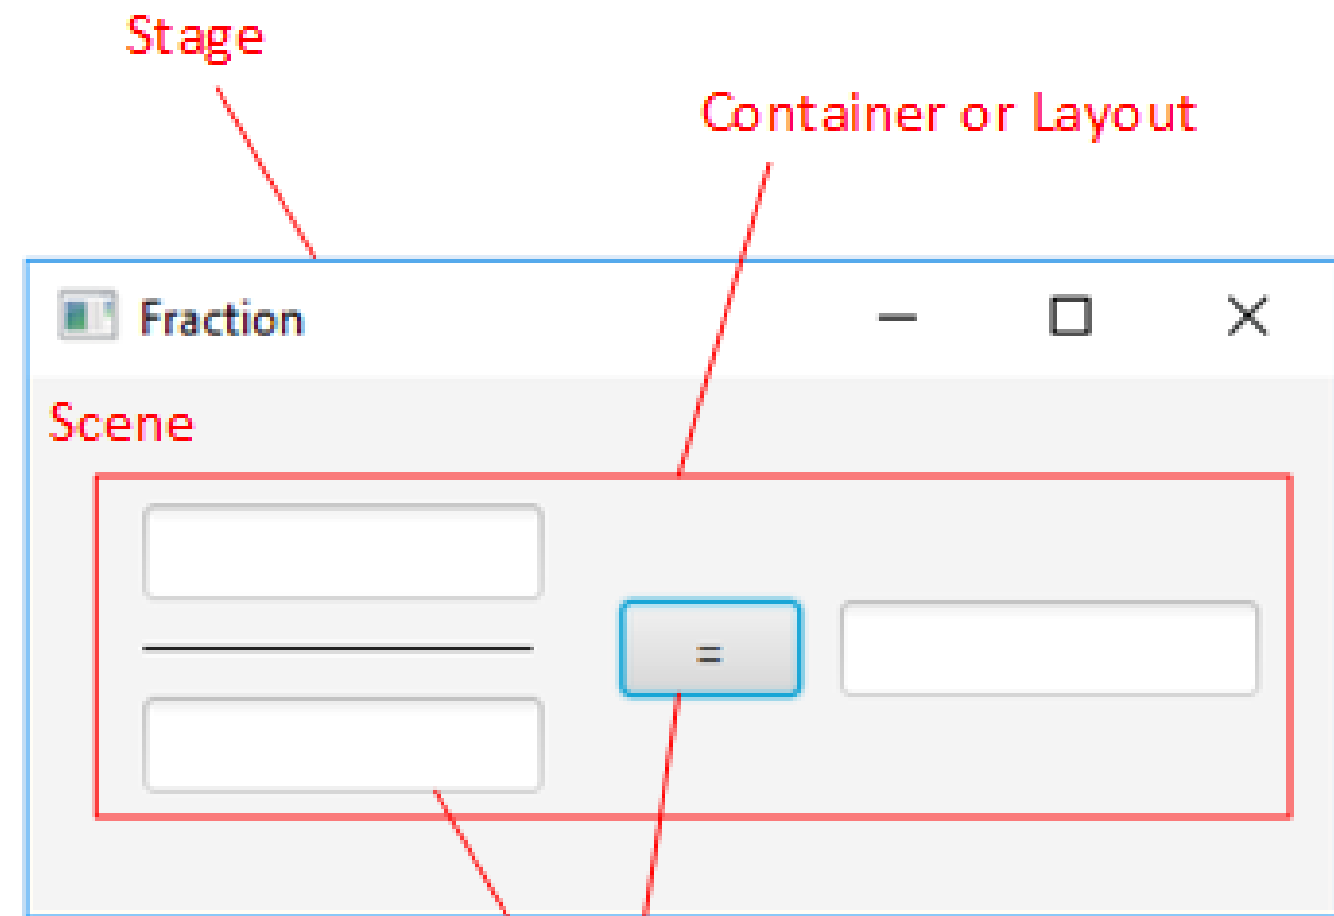 Stage
Container or Layout
Fraction
Scene
=